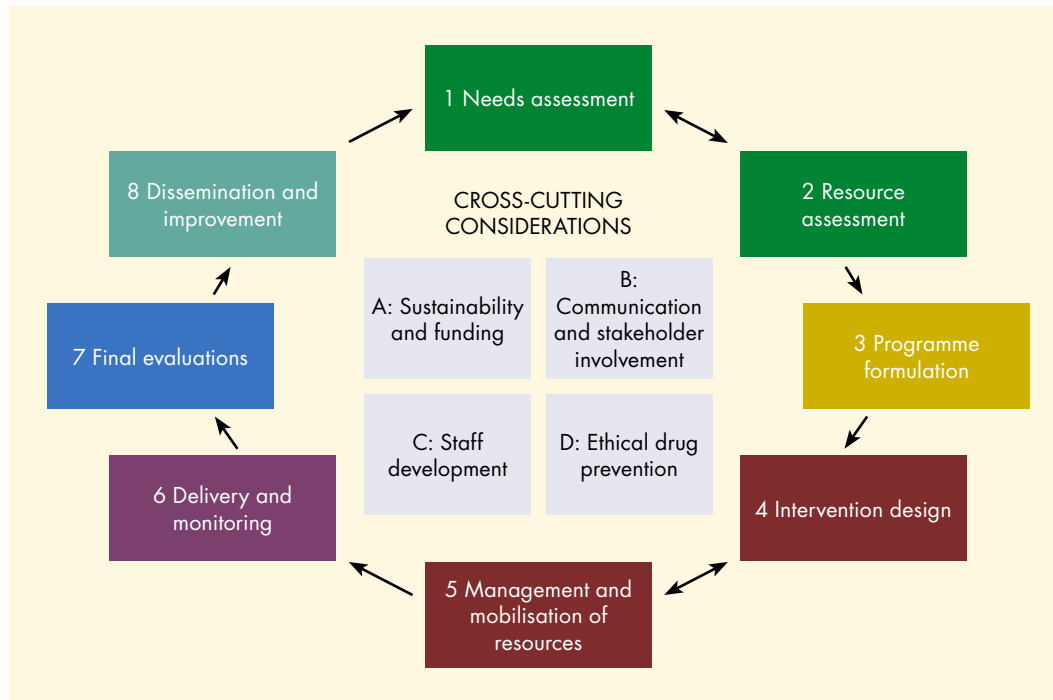 1 Needs assessment
2 Resource
assessment
3 Programme
formulation
4 Intervention design
5 Management and
mobilisation of
resources
6 Delivery and
monitoring
7 Final evaluations
8 Dissemination and
improvement
CROSS-CUTTING
CONSIDERATIONS
A: Sustainability
and funding
B:
Communication
and stakeholder
involvement
C: Staff
development
D: Ethical drug
prevention